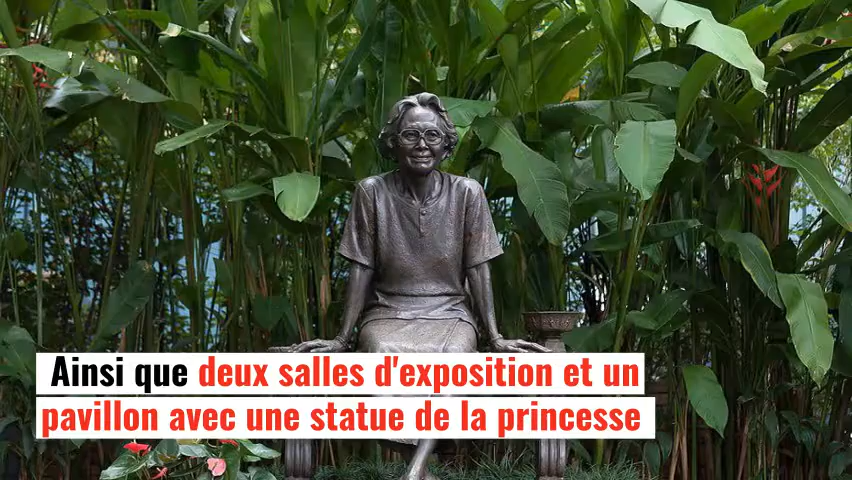 Ainsi que deux salles d'exposition et un
pavillon avec une statue de la princesse